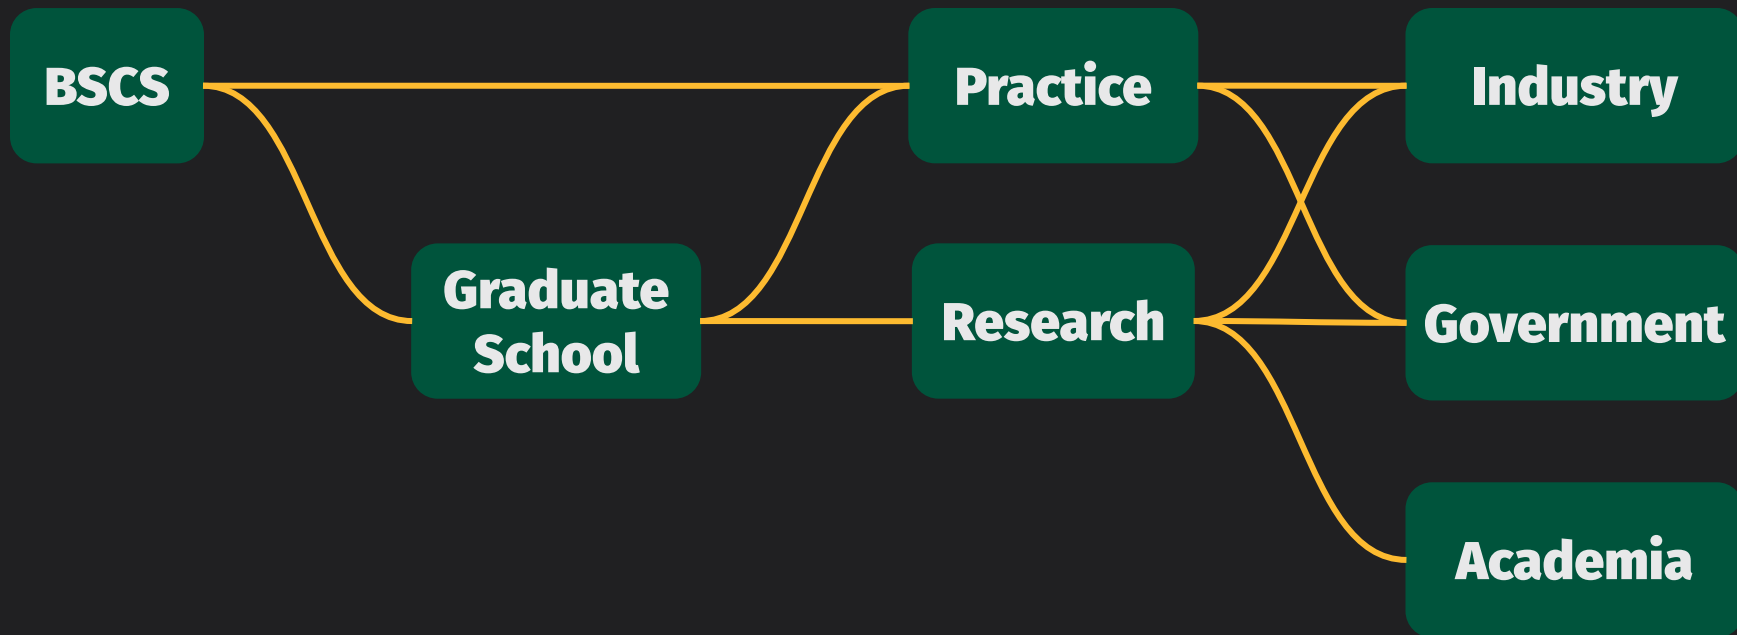 BSCS
Practice
Industry
Graduate
School
Research
Government
Academia